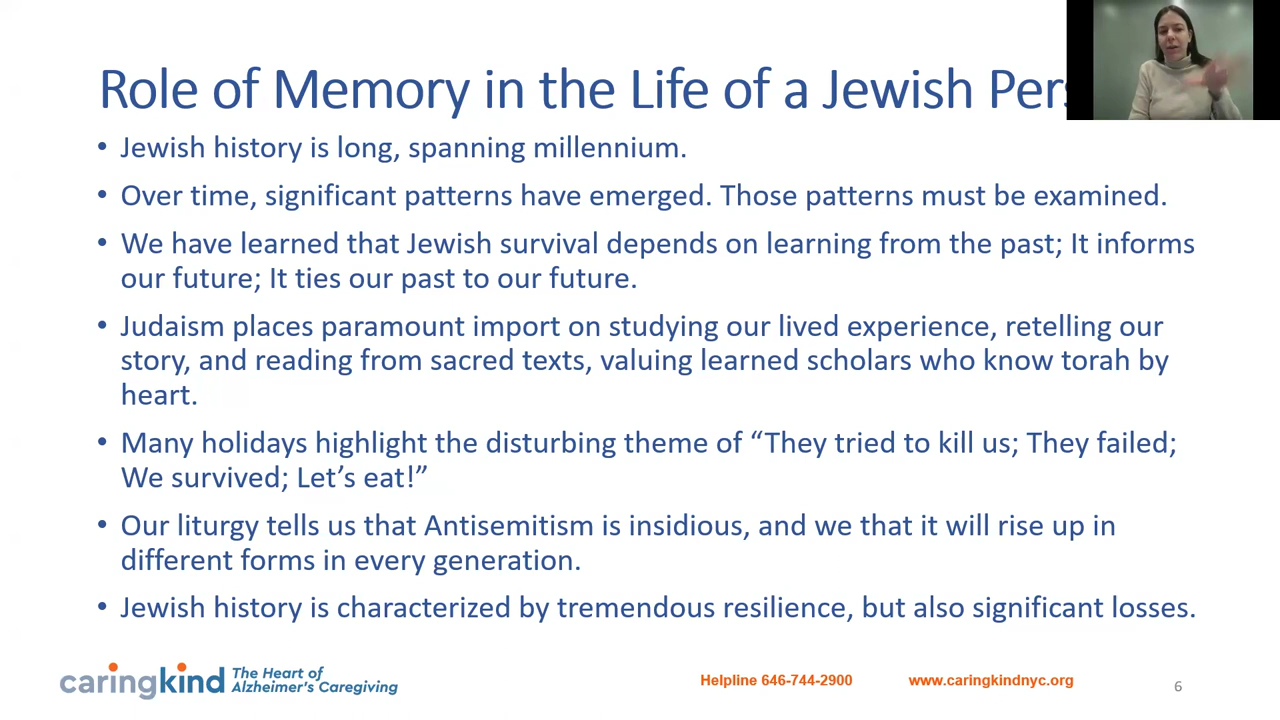 Role of Memory in the Life of a Jewish
• Jewish history is long, spanning millennium.
• Over time, significant patterns have emerged. Those patterns must be examined.
• We have learned that Jewish survival depends on learning from the past; It informs
our future; It ties our past to our future.
• Judaism places paramount import on studying our lived experience, retelling our
story, and reading from sacred texts, valuing learned scholars who know torah by
heart.
• Many holidays highlight the disturbing theme of “They tried to kill us; They failed;
We survived; Let’s eat!”
• Our liturgy tells us that Antisemitism is insidious, and we that it will rise up in
different forms in every generation.
• Jewish history is characterized by tremendous resilience, but also significant losses.
caringkind
The Heart of
Alzheimer's Caregiving
Helpline 646-744-2900
www.caringkindnyc.org
6